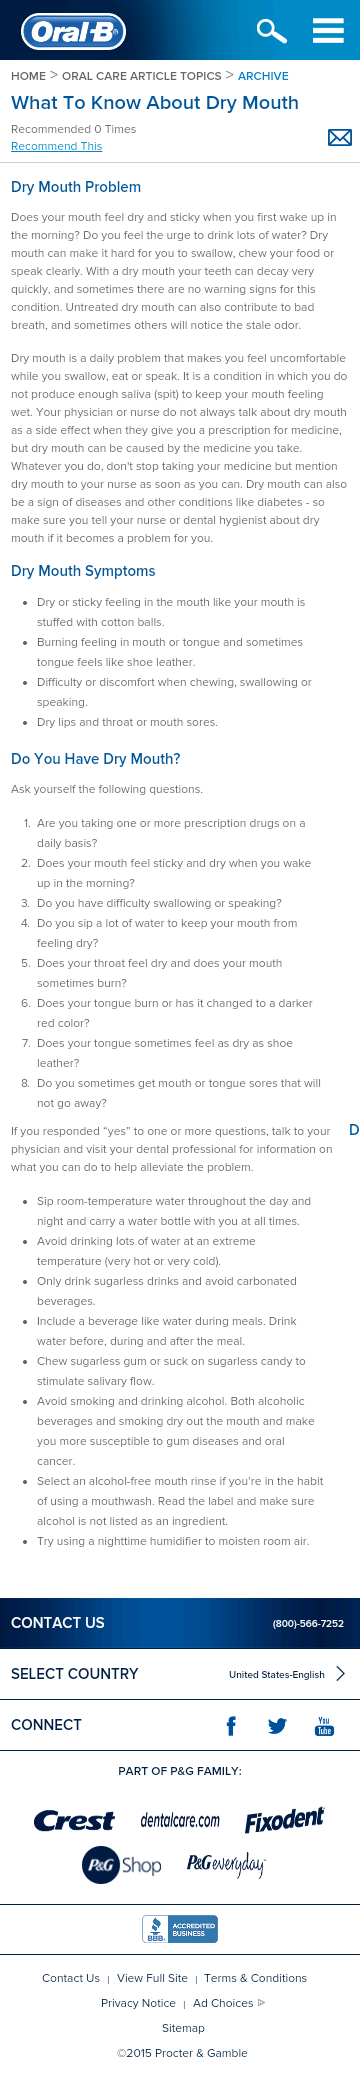 Oral-B
HOME > ORAL CARE ARTICLE TOPICS > ARCHIVE
What To Know About Dry Mouth
Recommended 0 Times
Recommend This
Dry Mouth Problem
Does your mouth feel dry and sticky when you first wake up in
the morning? Do you feel the urge to drink lots of water? Dry
mouth can make it hard for you to swallow, chew your food or
speak clearly. With a dry mouth your teeth can decay very
quickly, and sometimes there are no warning signs for this
condition. Untreated dry mouth can also contribute to bad
breath, and sometimes others will notice the stale odor.
Dry mouth is a daily problem that makes you feel uncomfortable
while you swallow, eat or speak. It is a condition in which you do
not produce enough saliva (spit) to keep your mouth feeling
wet. Your physician or nurse do not always talk about dry mouth
as a side effect when they give you a prescription for medicine,
but dry mouth can be caused by the medicine you take.
Whatever you do, don't stop taking your medicine but mention
dry mouth to your nurse as soon as you can. Dry mouth can also
be a sign of diseases and other conditions like diabetes - so
make sure you tell your nurse or dental hygienist about dry
mouth if it becomes a problem for you.
Dry Mouth Symptoms
• Dry or sticky feeling in the mouth like your mouth is
stuffed with cotton balls.
• Burning feeling in mouth or tongue and sometimes
tongue feels like shoe leather.
• Difficulty or discomfort when chewing, swallowing or
speaking.
• Dry lips and throat or mouth sores.
Do You Have Dry Mouth?
Ask yourself the following questions.
1. Are you taking one or more prescription drugs on a
daily basis?
2. Does your mouth feel sticky and dry when you wake
up in the morning?
3. Do you have difficulty swallowing or speaking?
4. Do you sip a lot of water to keep your mouth from
feeling dry?
5. Does your throat feel dry and does your mouth
sometimes burn?
6. Does your tongue burn or has it changed to a darker
red color?
7. Does your tongue sometimes feel as dry as shoe
leather?
8. Do you sometimes get mouth or tongue sores that will
not go away?
If you responded “yes” to one or more questions, talk to your
D
physician and visit your dental professional for information on
what you can do to help alleviate the problem.
• Sip room-temperature water throughout the day and
night and carry a water bottle with you at all times.
• Avoid drinking lots of water at an extreme
temperature (very hot or very cold).
• Only drink sugarless drinks and avoid carbonated
beverages.
• Include a beverage like water during meals. Drink
water before, during and after the meal.
• Chew sugarless gum or suck on sugarless candy to
stimulate salivary flow.
• Avoid smoking and drinking alcohol. Both alcoholic
beverages and smoking dry out the mouth and make
you more susceptible to gum diseases and oral
cancer.
• Select an alcohol-free mouth rinse if you’re in the habit
of using a mouthwash. Read the label and make sure
alcohol is not listed as an ingredient.
• Try using a nighttime humidifier to moisten room air.
CONTACT US (800)-566-7252
SELECT COUNTRY United States-English
CONNECT f You Tube
PART OF P&G FAMILY:
Crest dentalcare.com Fixodent
P&G Shop P&G everyday
BBB. ACCREDITED BUSINESS
Contact Us | View Full Site | Terms & Conditions
Privacy Notice | Ad Choices
Sitemap
©2015 Procter & Gamble